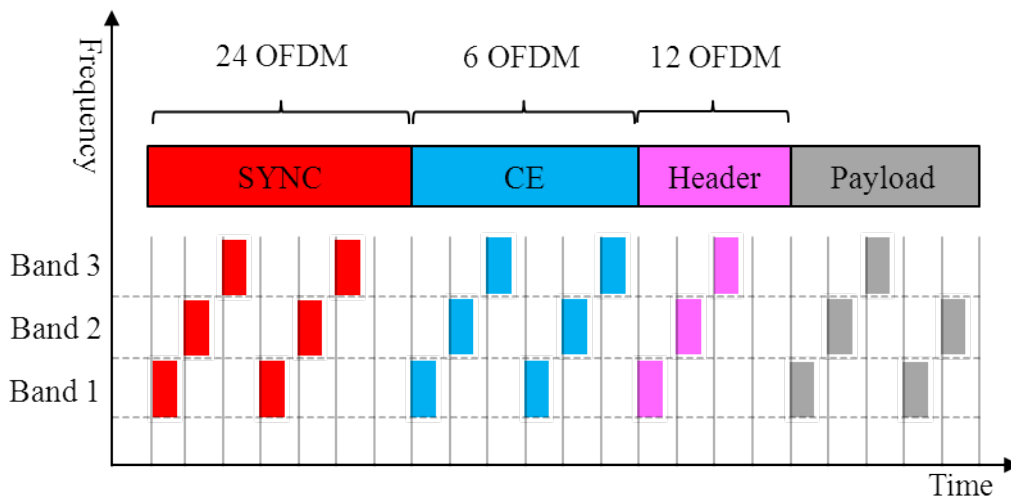 Frequency
24 OFDM
6 OFDM
12 OFDM
SYNC
CE
Header
Payload
Band 3
Band 2
Band 1
Time